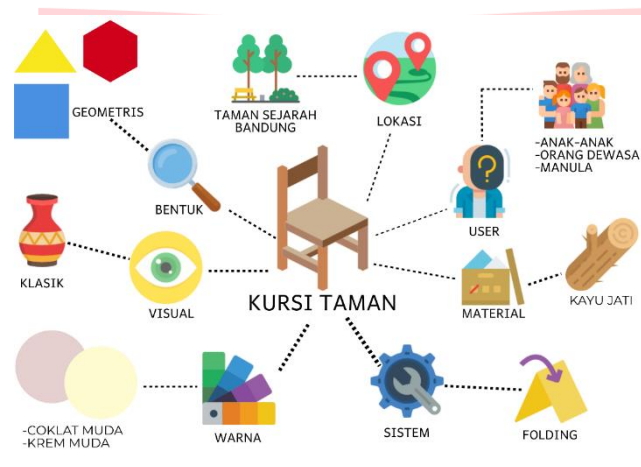 GEOMETRIS
TAMAN SEJARAH
BANDUNG
LOKASI
-ANAK-ANAK
-ORANG DEWASA
-MANULA
BENTUK
USER
KLASIK
VISUAL
KURSI TAMAN
MATERIAL
KAYU JATI
-COKLAT MUDA
-KREM MUDA
WARNA
SISTEM
FOLDING